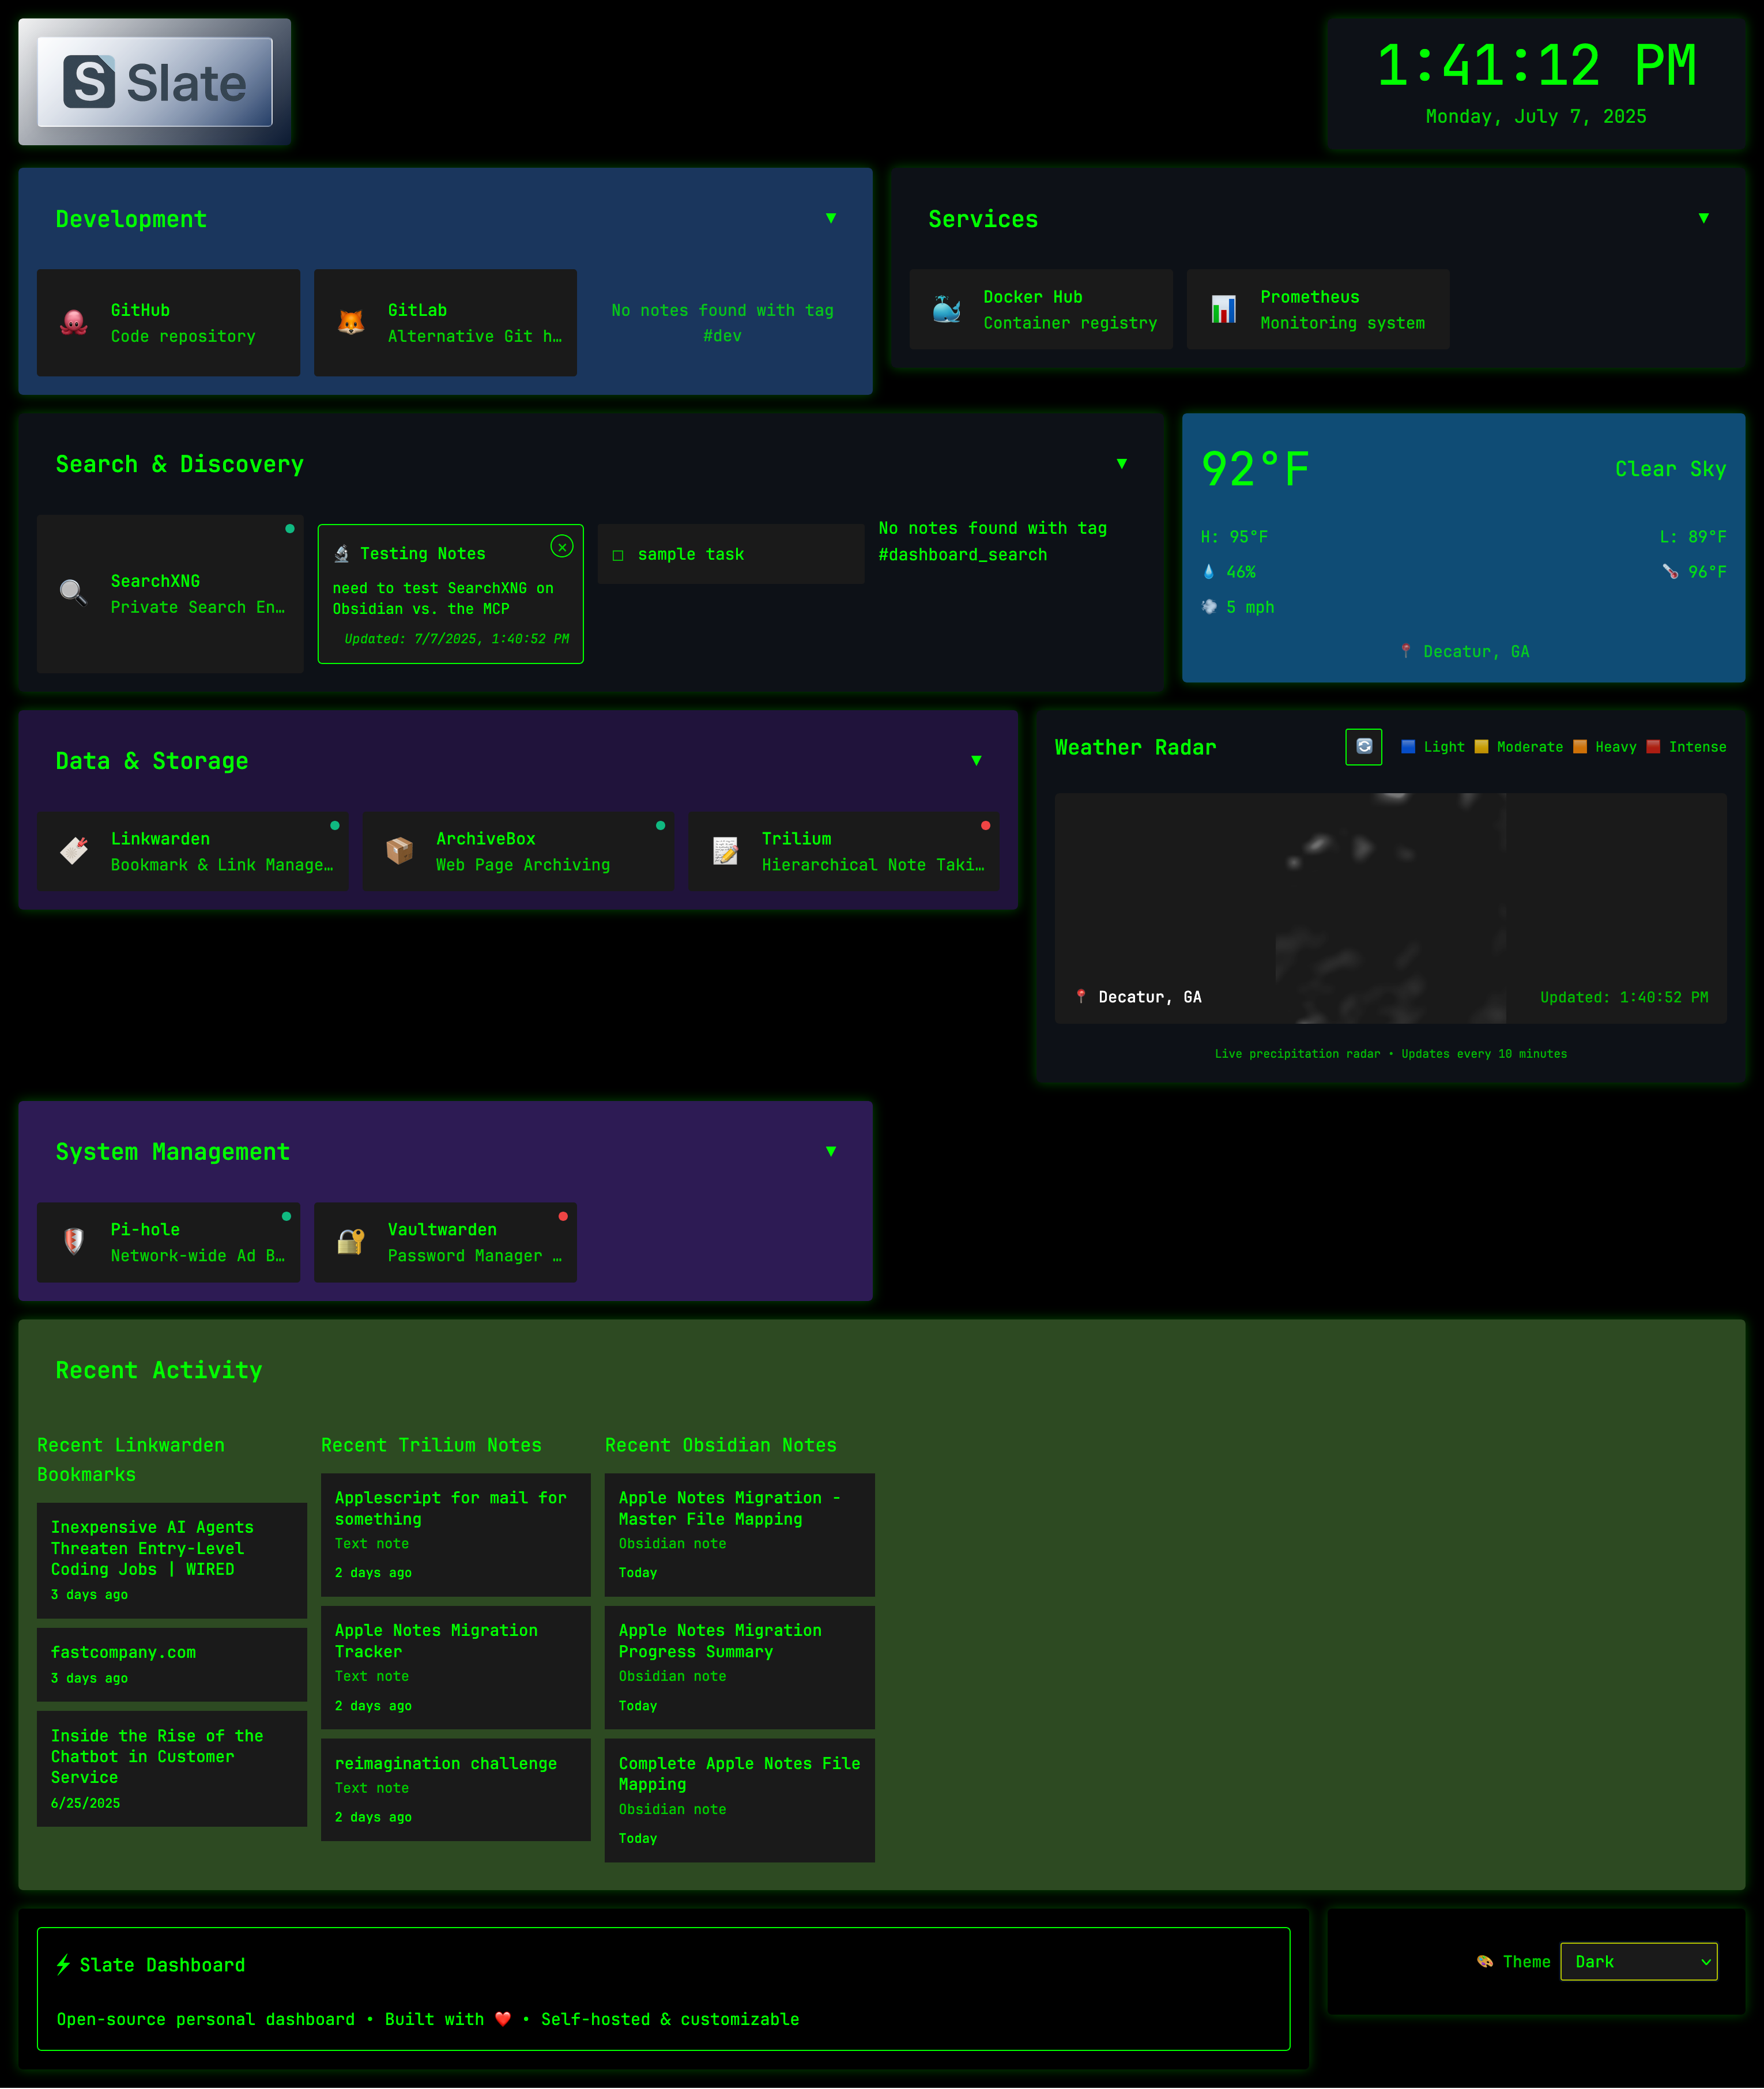 S Slate
1:41:12 PM
Monday, July 7, 2025
Development ▼
GitHub
Code repository
GitLab
Alternative Git h…
No notes found with tag
#dev
Services ▼
Docker Hub
Container registry
Prometheus
Monitoring system
Search & Discovery ▼
SearchXNG
Private Search En…
🔬 Testing Notes
need to test SearchXNG on
Obsidian vs. the MCP
Updated: 7/7/2025, 1:40:52 PM
sample task
No notes found with tag
#dashboard_search
92°F
Clear Sky
H: 95°F
L: 89°F
💧 46%
🌡️ 96°F
💨 5 mph
📍 Decatur, GA
Data & Storage ▼
Linkwarden
Bookmark & Link Manage…
ArchiveBox
Web Page Archiving
Trilium
Hierarchical Note Taki…
Weather Radar
🟦 Light 🟨 Moderate 🟧 Heavy 🟥 Intense
📍 Decatur, GA
Updated: 1:40:52 PM
Live precipitation radar • Updates every 10 minutes
System Management ▼
Pi-hole
Network-wide Ad B…
Vaultwarden
Password Manager …
Recent Activity
Recent Linkwarden
Bookmarks
Inexpensive AI Agents
Threaten Entry-Level
Coding Jobs | WIRED
3 days ago
fastcompany.com
3 days ago
Inside the Rise of the
Chatbot in Customer
Service
6/25/2025
Recent Trilium Notes
Applescript for mail for
something
Text note
2 days ago
Apple Notes Migration
Tracker
Text note
2 days ago
reimagination challenge
Text note
2 days ago
Recent Obsidian Notes
Apple Notes Migration -
Master File Mapping
Obsidian note
Today
Apple Notes Migration
Progress Summary
Obsidian note
Today
Complete Apple Notes File
Mapping
Obsidian note
Today
⚡ Slate Dashboard
Open-source personal dashboard • Built with ❤️ • Self-hosted & customizable
🎨 Theme
Dark